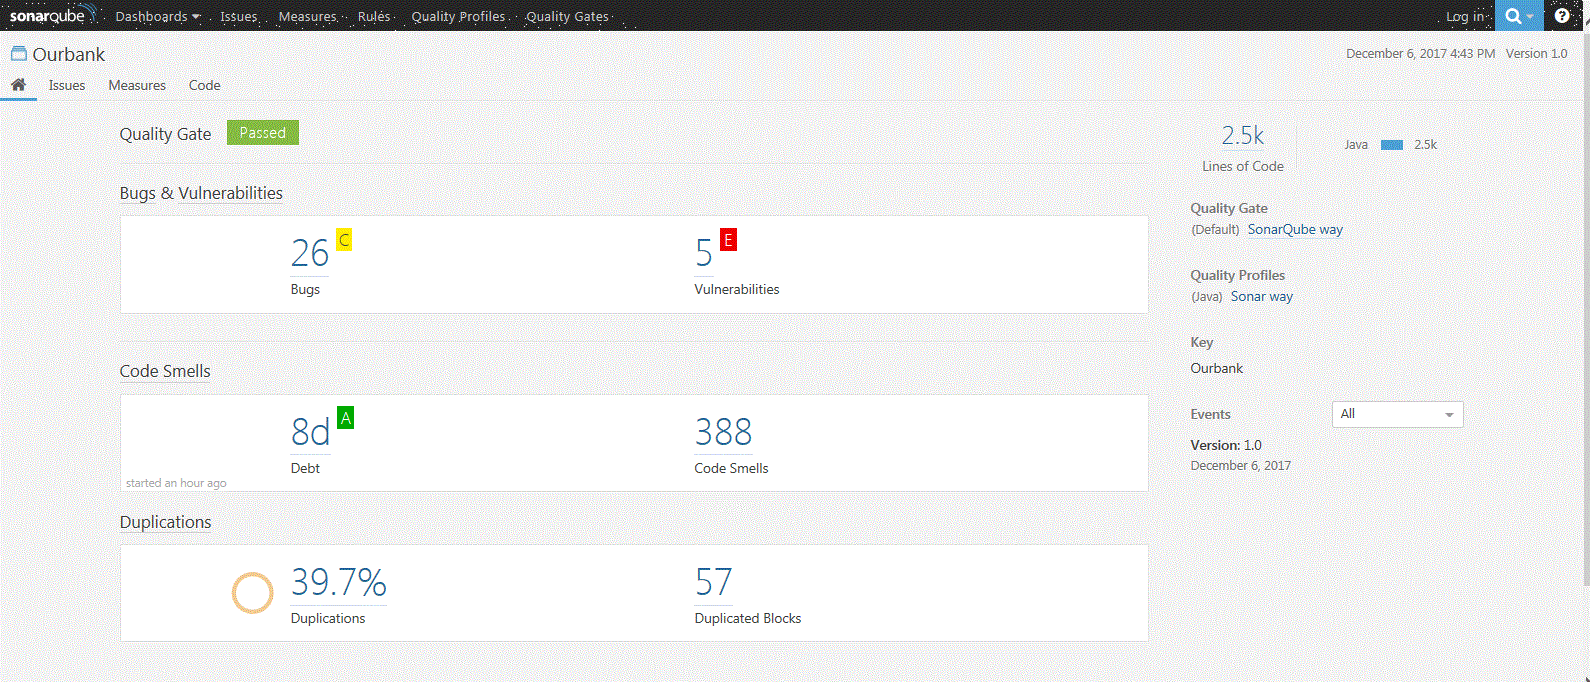 sonarqube Dashboards Issues Measures Rules Quality Profiles Quality Gates Log in ?
Ourbank December 6, 2017 4:43 PM Version 1.0
Issues Measures Code
Quality Gate Passed
2.5k
Lines of Code
Java 2.5k
Bugs & Vulnerabilities
26 C
Bugs
5 E
Vulnerabilities
Code Smells
8d A
Debt
388
Code Smells
started an hour ago
Duplications
39.7%
Duplications
57
Duplicated Blocks
Quality Gate
(Default) SonarQube way
Quality Profiles
(Java) Sonar way
Key
Ourbank
Events All
Version: 1.0
December 6, 2017